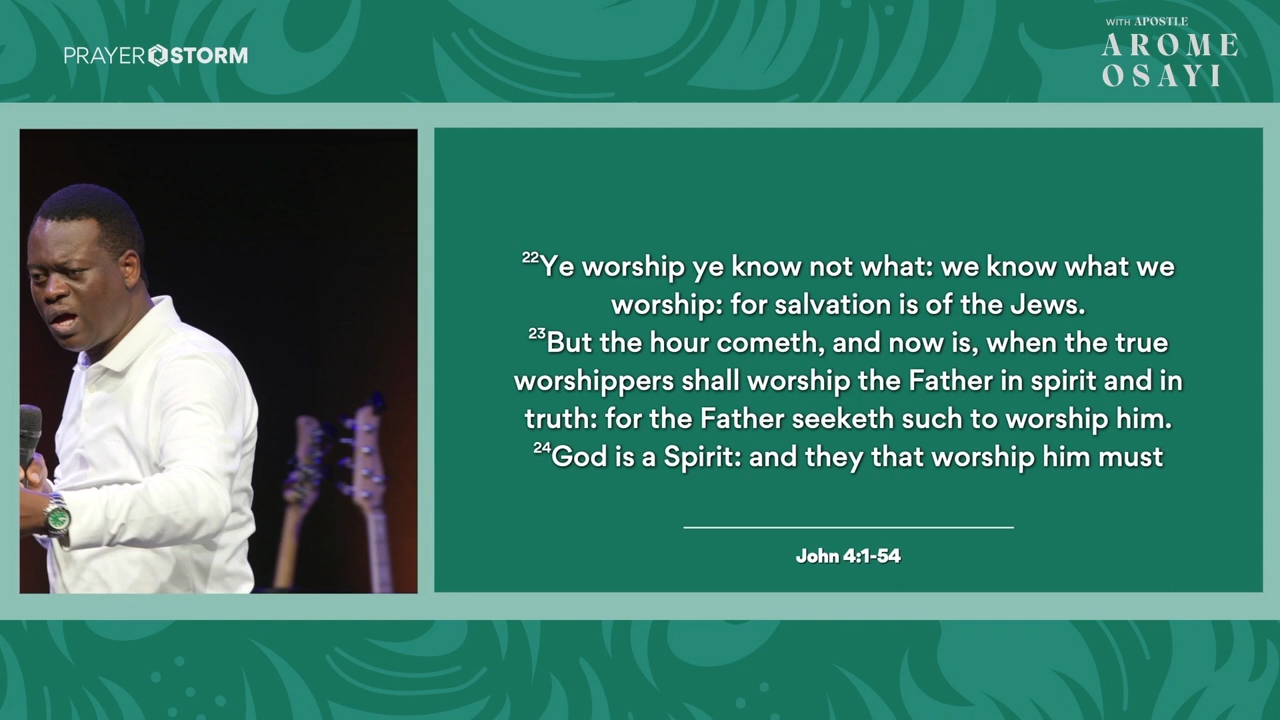 PRAYER STORM
WITH APOSTLE
AROME
OSAYI
22Ye worship ye know not what: we know what we
worship: for salvation is of the Jews.
23But the hour cometh, and now is, when the true
worshippers shall worship the Father in spirit and in
truth: for the Father seeketh such to worship him.
24God is a Spirit: and they that worship him must
John 4:1-54